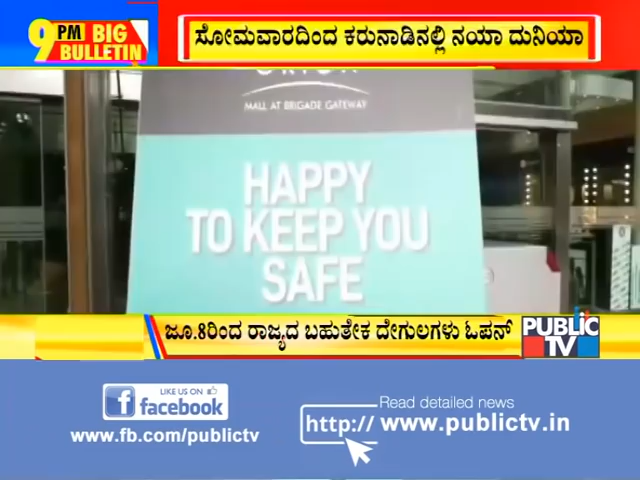 9 PM BIG BULLETIN
ಸೋಮವಾರದಿಂದ ಕರುನಾಡಿನಲ್ಲಿ ನಯಾ ದುನಿಯಾ
MALL AT BRIGADE GATEWAY
HAPPY
TO KEEP YOU
SAFE
ಜೂ.8ರಿಂದ ರಾಜ್ಯದ ಬಹುತೇಕ ದೇಗುಲಗಳು ಓಪನ್
PUBLIC
TV
LIKE US ON
facebook
www.fb.com/publictv
Read detailed news
http:// www.publictv.in